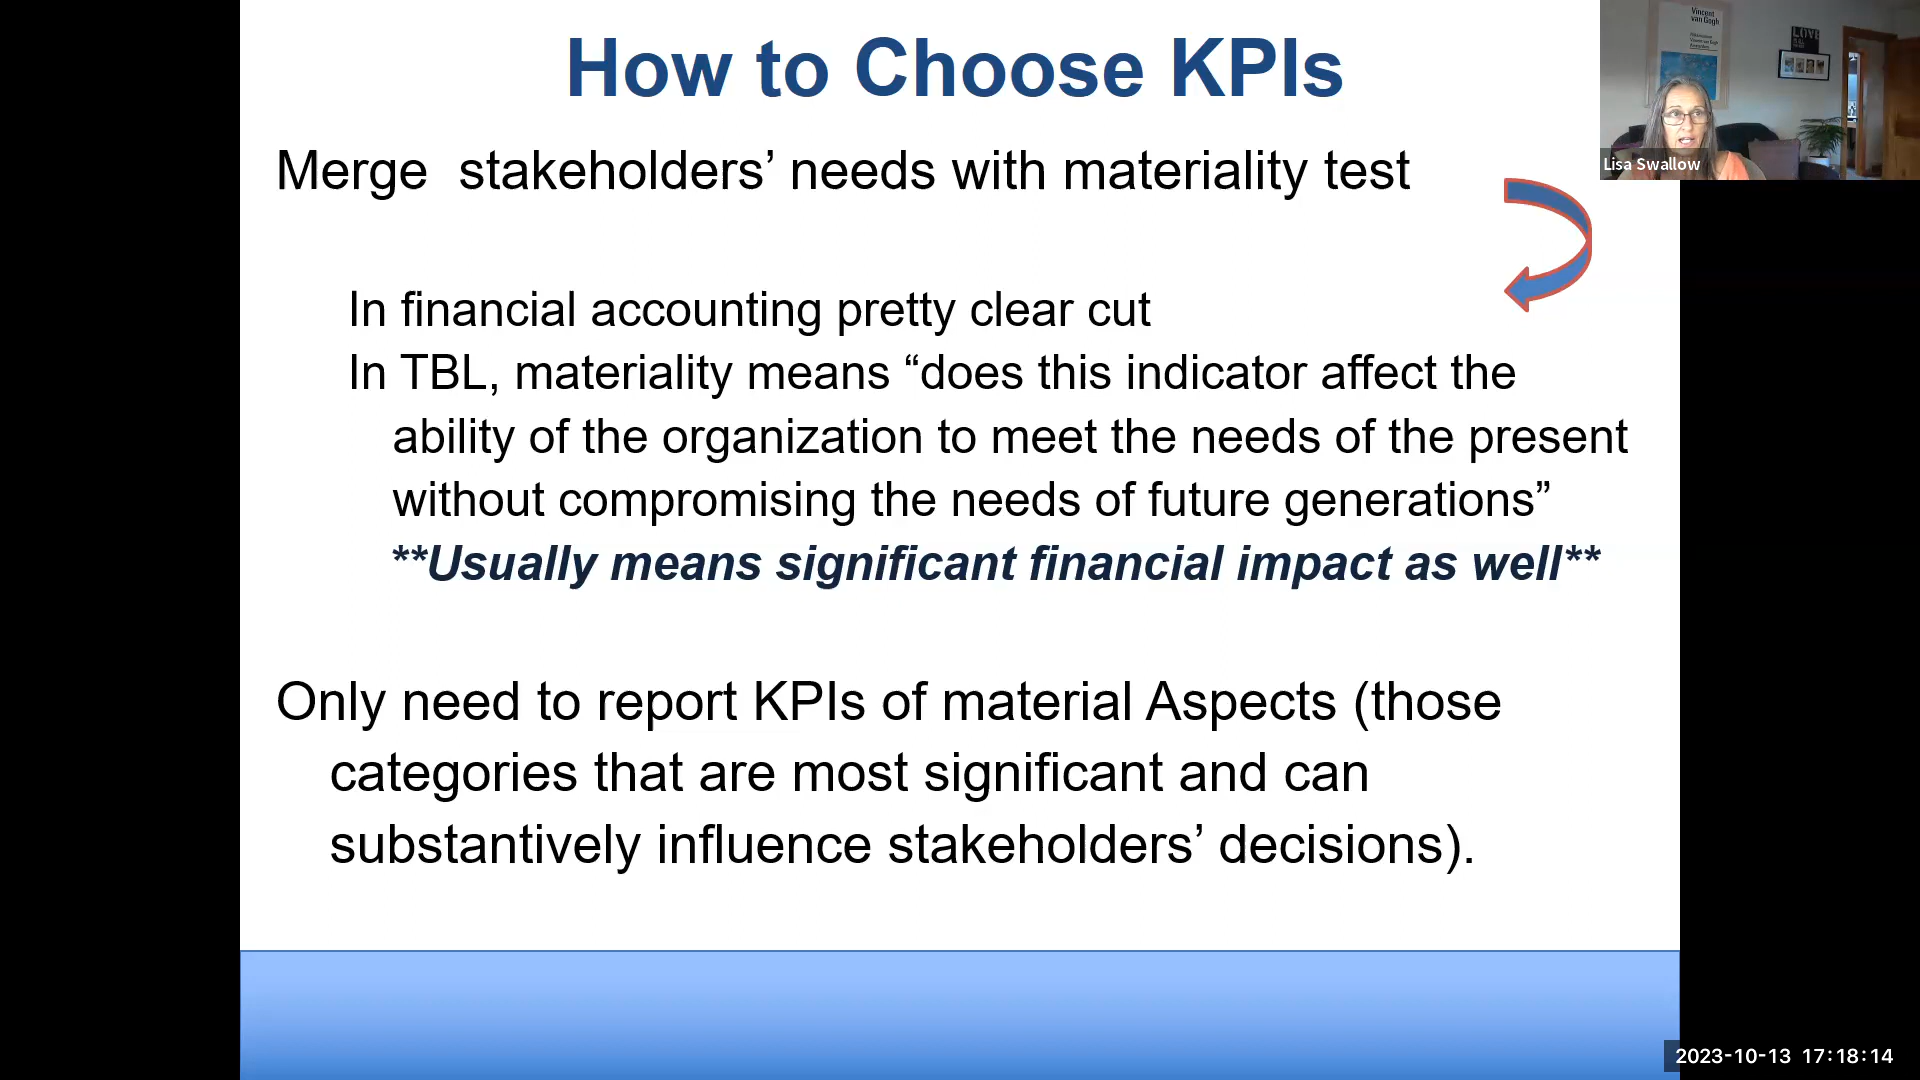 How to Choose KPIs
Vincent
van Gogh
LOVE
Lisa Swallow
Merge  stakeholders’ needs with materiality test
In financial accounting pretty clear cut
In TBL, materiality means “does this indicator affect the
ability of the organization to meet the needs of the present
without compromising the needs of future generations”
**Usually means significant financial impact as well**
Only need to report KPIs of material Aspects (those
categories that are most significant and can
substantively influence stakeholders’ decisions).
2023-10-13 17:18:14